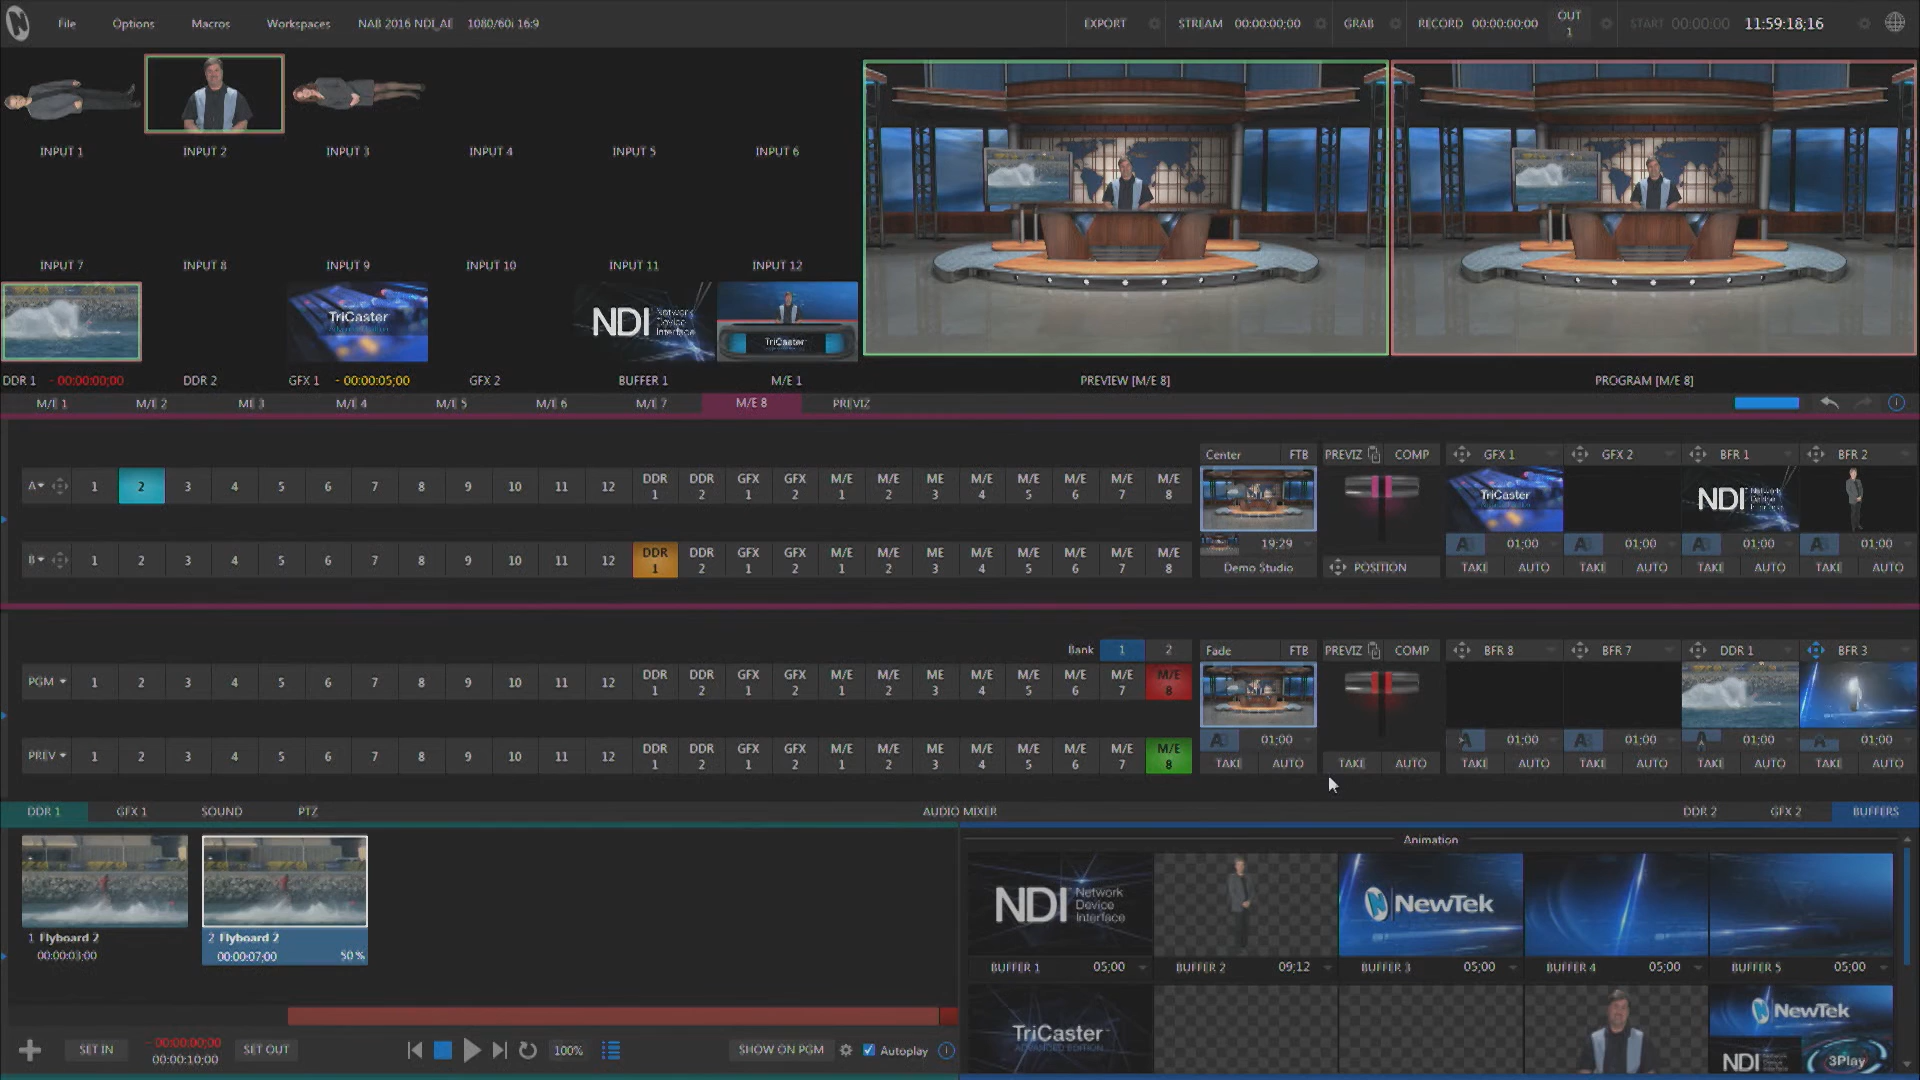 File Options Macros Workspaces NAB 2016 NDI_AE 1080/60i 16:9 EXPORT STREAM 00:00:00;00 GRAB RECORD 00:00:00;00 OUT 1 START 00:00:00 11:59:18;16
INPUT 1 INPUT 2 INPUT 3 INPUT 4 INPUT 5 INPUT 6
INPUT 7 INPUT 8 INPUT 9 INPUT 10 INPUT 11 INPUT 12
TriCaster
NDI Network Device Interface
TriCaster
DDR 1 - 00:00:00;00 DDR 2 GFX 1 - 00:00:05;00 GFX 2 BUFFER 1 M/E 1 PREVIEW [M/E 8] PROGRAM [M/E 8]
M/E 1 M/E 2 ME 3 M/E 4 M/E 5 M/E 6 M/E 7 M/E 8 PREVIZ
Center FTB PREVIZ COMP GFX 1 GFX 2 BFR 1 BFR 2
A 1 2 3 4 5 6 7 8 9 10 11 12 DDR 1 DDR 2 GFX 1 GFX 2 M/E 1 M/E 2 ME 3 M/E 4 M/E 5 M/E 6 M/E 7 M/E 8
TriCaster
NDI Network Device Interface
19:29 01;00 01;00 01;00 01;00
B 1 2 3 4 5 6 7 8 9 10 11 12 DDR 1 DDR 2 GFX 1 GFX 2 M/E 1 M/E 2 ME 3 M/E 4 M/E 5 M/E 6 M/E 7 M/E 8
Demo Studio POSITION TAKE AUTO TAKE AUTO TAKE AUTO TAKE AUTO
Bank 1 2 Fade FTB PREVIZ COMP BFR 8 BFR 7 DDR 1 BFR 3
PGM 1 2 3 4 5 6 7 8 9 10 11 12 DDR 1 DDR 2 GFX 1 GFX 2 M/E 1 M/E 2 ME 3 M/E 4 M/E 5 M/E 6 M/E 7 M/E 8
01;00 01;00 01;00 01;00 01;00
PREV 1 2 3 4 5 6 7 8 9 10 11 12 DDR 1 DDR 2 GFX 1 GFX 2 M/E 1 M/E 2 ME 3 M/E 4 M/E 5 M/E 6 M/E 7 M/E 8
TAKE AUTO TAKE AUTO TAKE AUTO TAKE AUTO TAKE AUTO TAKE AUTO
DDR 1 GFX 1 SOUND PTZ AUDIO MIXER DDR 2 GFX 2 BUFFERS
Animation
NDI Network Device Interface
NewTek
1 Flyboard 2 2 Flyboard 2
00:00:03;00 00:00:07;00 50 %
BUFFER 1 05;00 BUFFER 2 09;12 BUFFER 3 05;00 BUFFER 4 05;00 BUFFER 5 05;00
TriCaster
ADVANCED EDITION
NewTek
NDI 3Play
SET IN - 00:00:00;00 00:00:10;00 SET OUT 100% SHOW ON PGM Autoplay